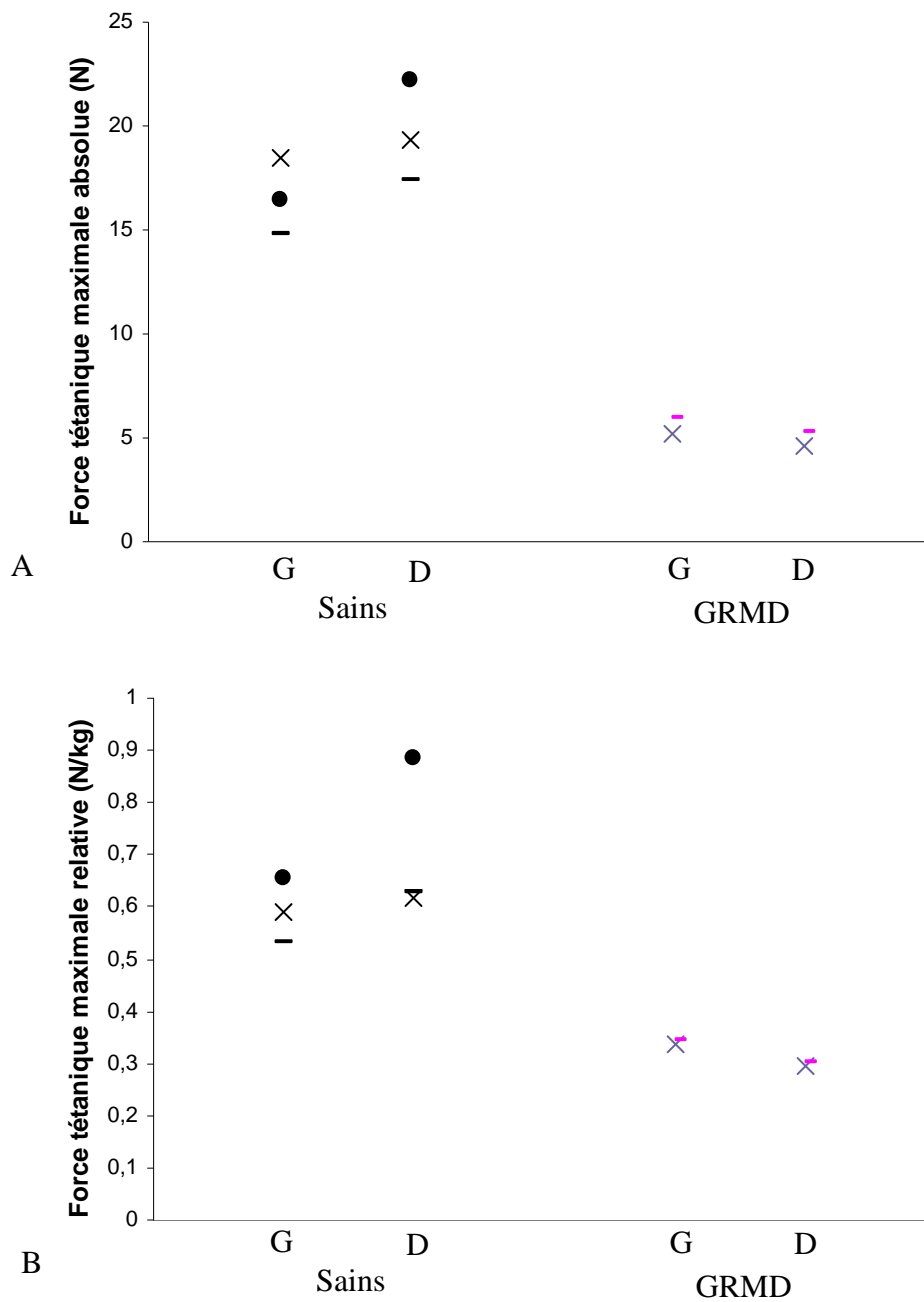 Force tétanique maximale absolue (N)
25
20
15
10
5
0
A
G D G D
Sains GRMD
Force tétanique maximale relative (N/kg)
1
0,9
0,8
0,7
0,6
0,5
0,4
0,3
0,2
0,1
0
B
G D G D
Sains GRMD